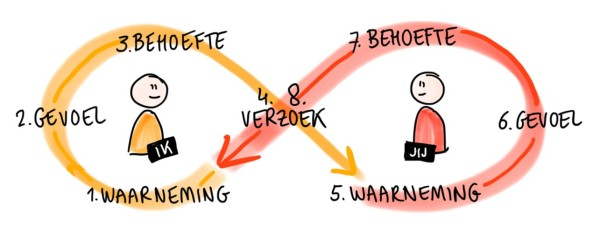 3. BEHOEFTE
7. BEHOEFTE
2. GEVOEL
4. 8.
VERZOEK
6. GEVOEL
IK
JIJ
1. WAARNEMING
5. WAARNEMING